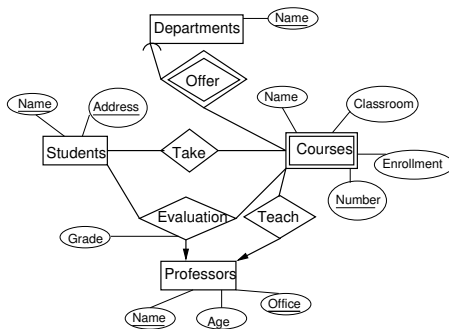 Name
Departments
Offer
Name
Classroom
Name
Address
Students
Take
Courses
Enrollment
Number
Evaluation
Teach
Grade
Professors
Name
Age
Office